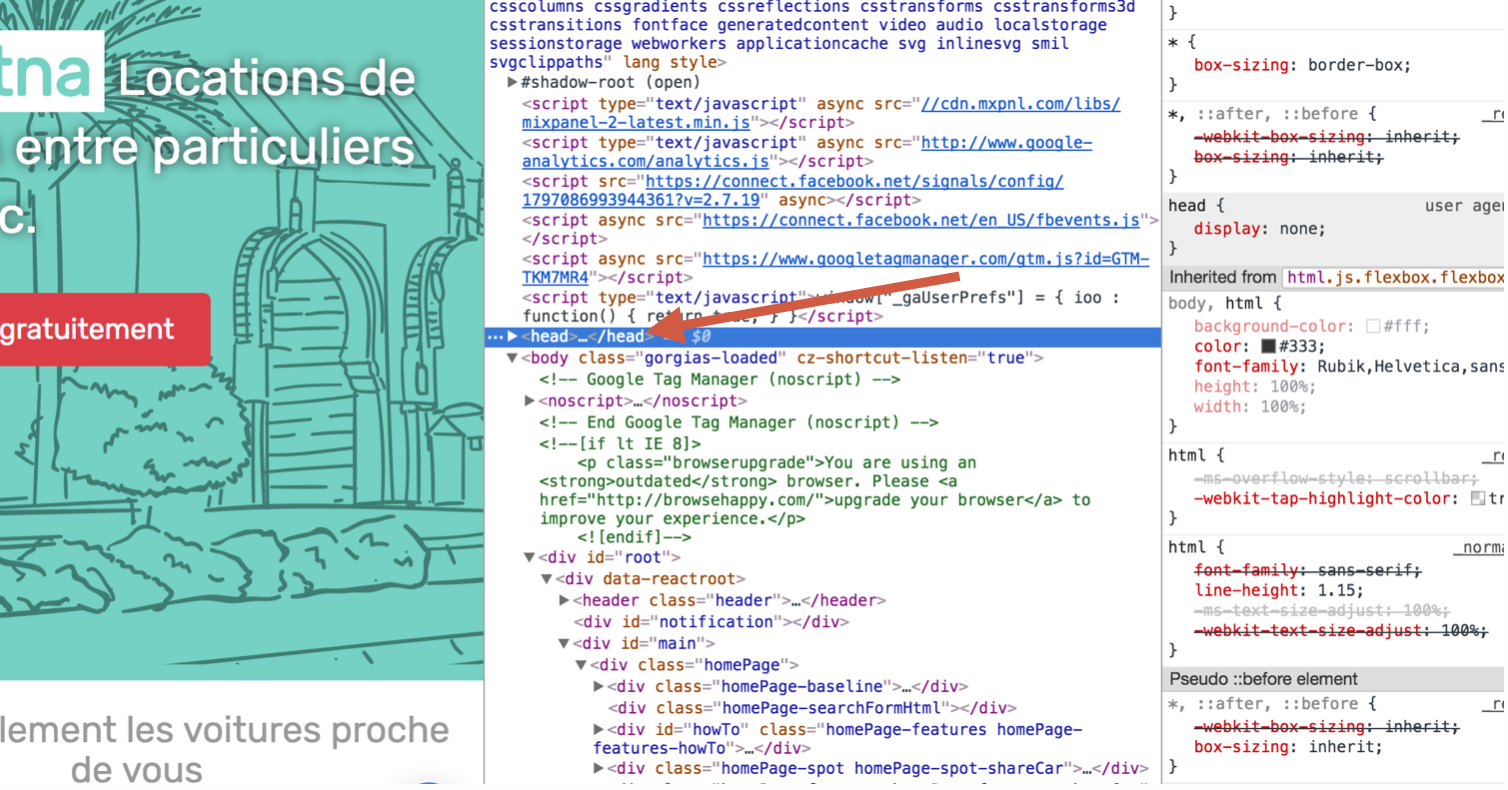 tna Locations de
entre particuliers
c.
gratuitement
lement les voitures proche
de vous
csscolumns cssgradients cssreflections csstransforms csstransforms3d
csstransitions fontface generatedcontent video audio localstorage
sessionstorage webworkers applicationcache svg inlinesvg smil
svgclippaths" lang style>
▶#shadow-root (open)
<script type="text/javascript" async src="//cdn.mxpnl.com/libs/
mixpanel-2-latest.min.js"></script>
<script type="text/javascript" async src="http://www.google-
analytics.com/analytics.js"></script>
<script src="https://connect.facebook.net/signals/config/
1797086993944361?v=2.7.19" async></script>
<script async src="https://connect.facebook.net/en_US/fbevents.js">
</script>
<script async src="https://www.googletagmanager.com/gtm.js?id=GTM-
TKM7MR4"></script>
<script type="text/javascript">window["_gaUserPrefs"] = { ioo :
function() { return true; } }</script>
…▶<head>…</head> == $0
▼<body class="gorgias-loaded" cz-shortcut-listen="true">
<!-- Google Tag Manager (noscript) -->
▶<noscript>…</noscript>
<!-- End Google Tag Manager (noscript) -->
<!--[if lt IE 8]>
<p class="browserupgrade">You are using an
<strong>outdated</strong> browser. Please <a
href="http://browsehappy.com/">upgrade your browser</a> to
improve your experience.</p>
<![endif]-->
▼<div id="root">
▼<div data-reactroot>
▶<header class="header">…</header>
<div id="notification"></div>
▼<div id="main">
▼<div class="homePage">
▶<div class="homePage-baseline">…</div>
<div class="homePage-searchFormHtml"></div>
▶<div id="howTo" class="homePage-features homePage-
features-howTo">…</div>
▶<div class="homePage-spot homePage-spot-shareCar">…</div>
}
* {
box-sizing: border-box;
}
*, ::after, ::before { _ro
-webkit-box-sizing: inherit;
box-sizing: inherit;
}
head { user agen
display: none;
}
Inherited from html.js.flexbox.flexbox
body, html {
background-color: #fff;
color: #333;
font-family: Rubik,Helvetica,sans
height: 100%;
width: 100%;
}
html { _ro
-ms-overflow-style: scrollbar;
-webkit-tap-highlight-color: tr
}
html { _norma
font-family: sans-serif;
line-height: 1.15;
-ms-text-size-adjust: 100%;
-webkit-text-size-adjust: 100%;
}
Pseudo ::before element
*, ::after, ::before { _ro
-webkit-box-sizing: inherit;
box-sizing: inherit;
}